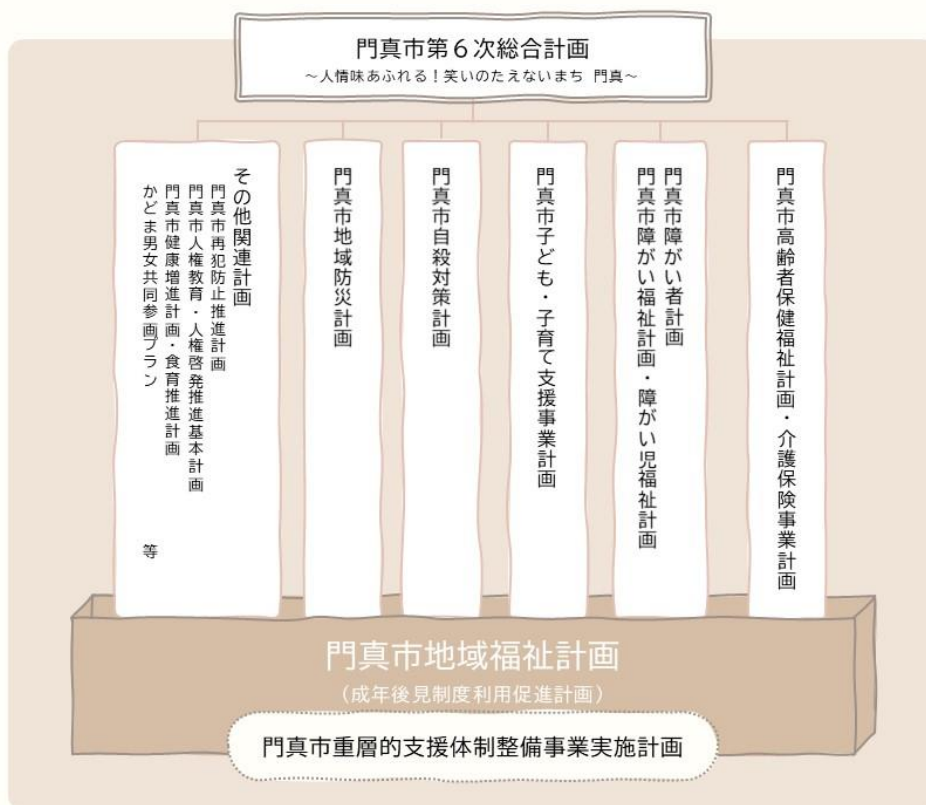 門真市第6次総合計画
~人情味あふれる!笑いのたえないまち 門真~
門真市高齢者保健福祉計画・介護保険事業計画
門真市障がい者計画
門真市障がい福祉計画・障がい児福祉計画
門真市子ども・子育て支援事業計画
門真市自殺対策計画
門真市地域防災計画
その他関連計画
門真市再犯防止推進計画
門真市人権教育・人権啓発推進基本計画
門真市健康増進計画・食育推進計画
かどま男女共同参画プラン 等
門真市地域福祉計画
(成年後見制度利用促進計画)
門真市重層的支援体制整備事業実施計画